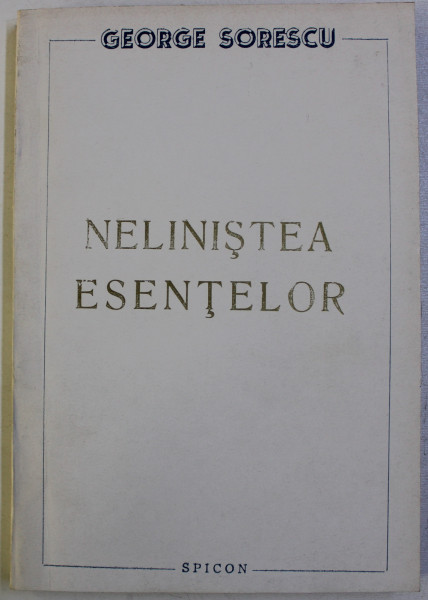 GEORGE SORESCU
NELINIŞTEA
ESENŢELOR
SPICON